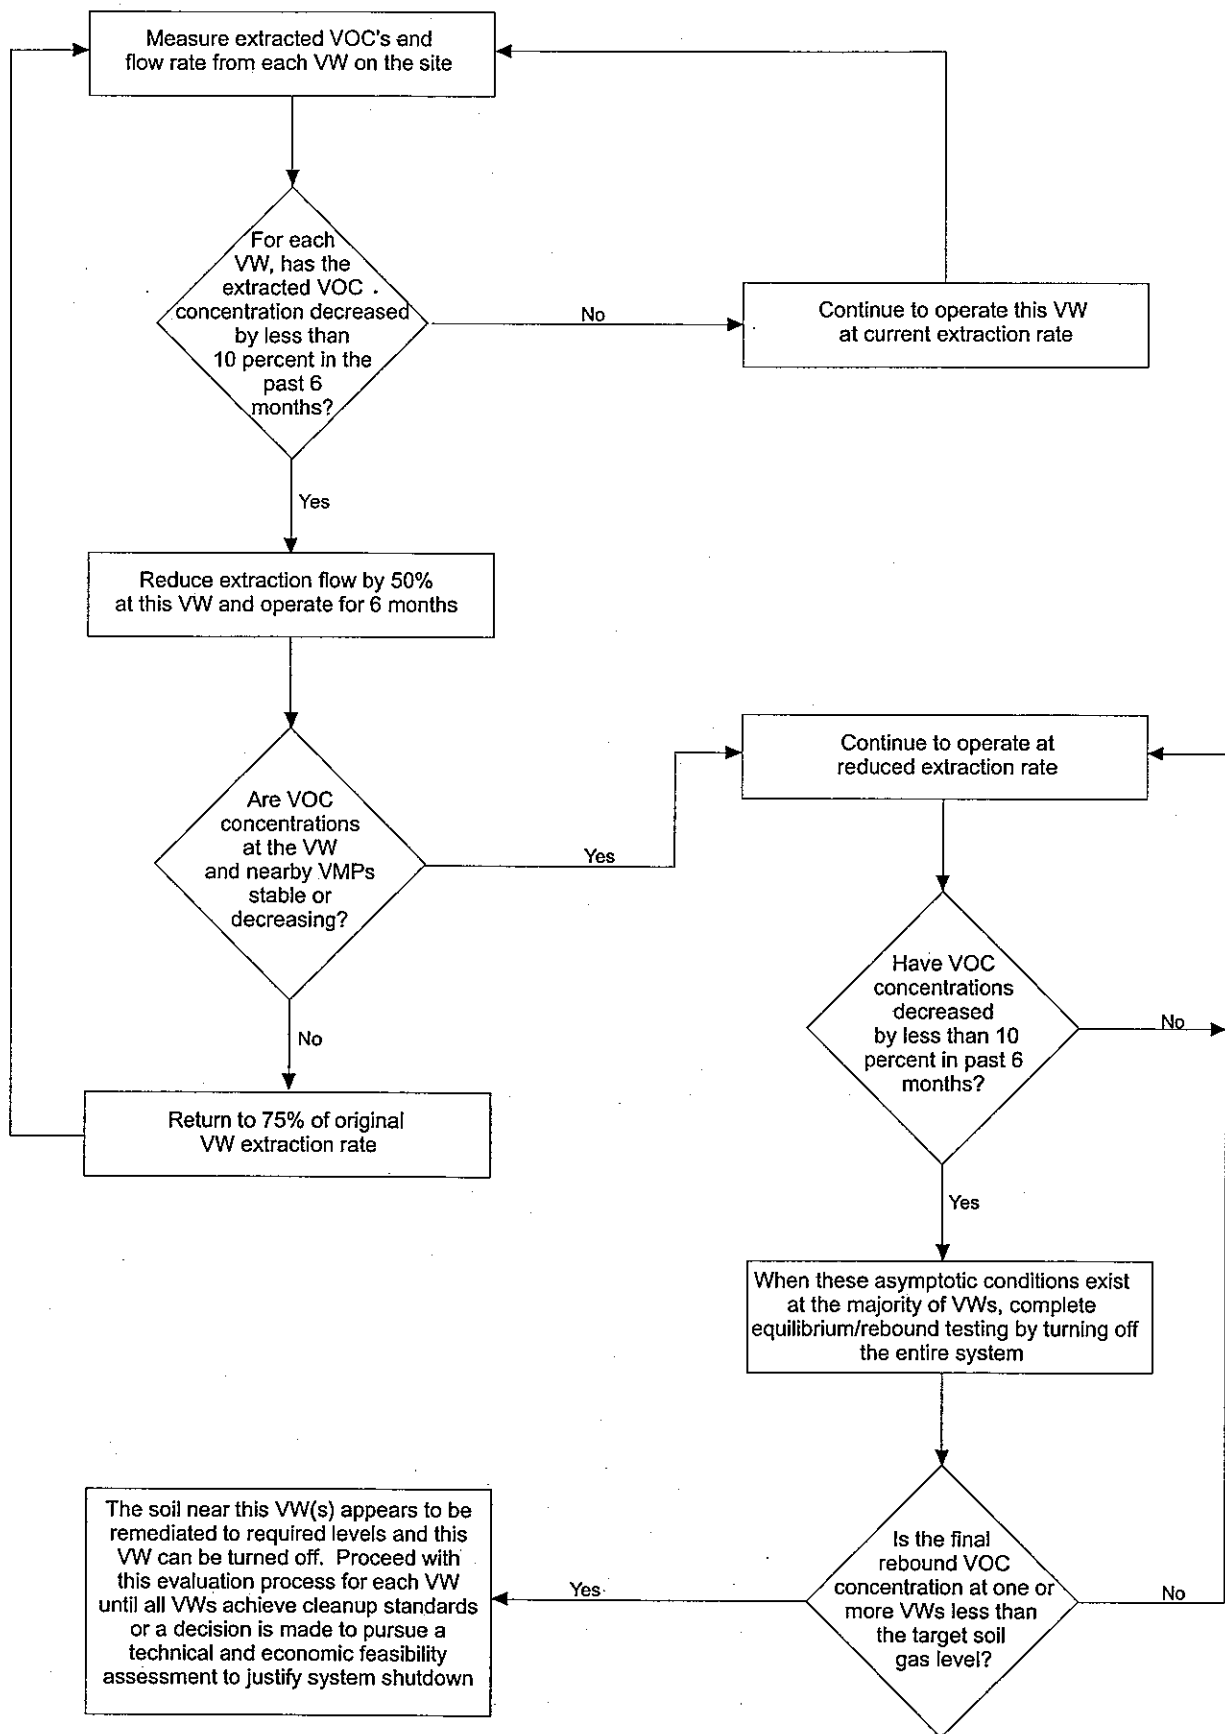 Measure extracted VOC's and
flow rate from each VW on the site
For each
VW, has the
extracted VOC
concentration decreased
by less than
10 percent in the
past 6
months?
No
Continue to operate this VW
at current extraction rate
Yes
Reduce extraction flow by 50%
at this VW and operate for 6 months
Continue to operate at
reduced extraction rate
Are VOC
concentrations
at the VW
and nearby VMPs
stable or
decreasing?
Yes
Have VOC
concentrations
decreased
by less than 10
percent in past 6
months?
No
No
Return to 75% of original
VW extraction rate
Yes
When these asymptotic conditions exist
at the majority of VWs, complete
equilibrium/rebound testing by turning off
the entire system
The soil near this VW(s) appears to be
remediated to required levels and this
VW can be turned off. Proceed with
this evaluation process for each VW
until all VWs achieve cleanup standards
or a decision is made to pursue a
technical and economic feasibility
assessment to justify system shutdown
Yes
Is the final
rebound VOC
concentration at one or
more VWs less than
the target soil
gas level?
No